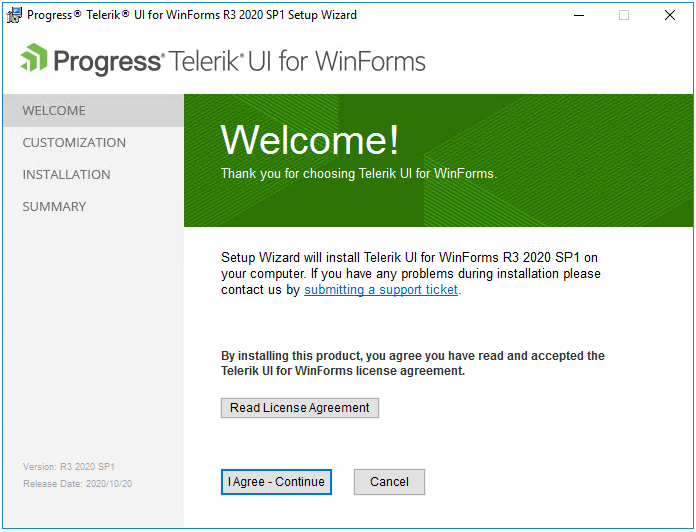 Progress® Telerik® UI for WinForms R3 2020 SP1 Setup Wizard
Progress® Telerik® UI for WinForms
WELCOME
CUSTOMIZATION
INSTALLATION
SUMMARY
Welcome!
Thank you for choosing Telerik UI for WinForms.
Setup Wizard will install Telerik UI for WinForms R3 2020 SP1 on
your computer. If you have any problems during installation please
contact us by submitting a support ticket.
By installing this product, you agree you have read and accepted the
Telerik UI for WinForms license agreement.
Read License Agreement
Version: R3 2020 SP1
Release Date: 2020/10/20
I Agree - Continue
Cancel